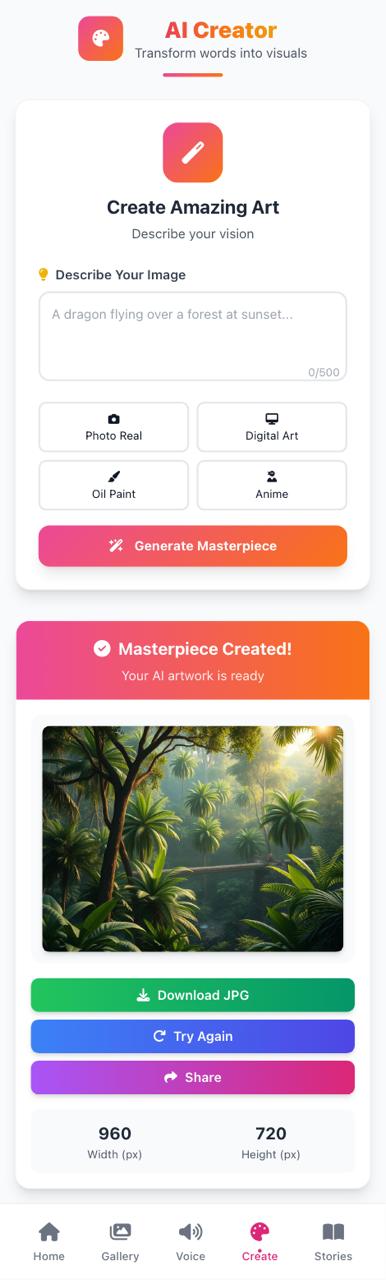 AI Creator
Transform words into visuals
Create Amazing Art
Describe your vision
Describe Your Image
A dragon flying over a forest at sunset...
0/500
Photo Real
Digital Art
Oil Paint
Anime
Generate Masterpiece
Masterpiece Created!
Your AI artwork is ready
Download JPG
Try Again
Share
960
720
Width (px)
Height (px)
Home
Gallery
Voice
Create
Stories